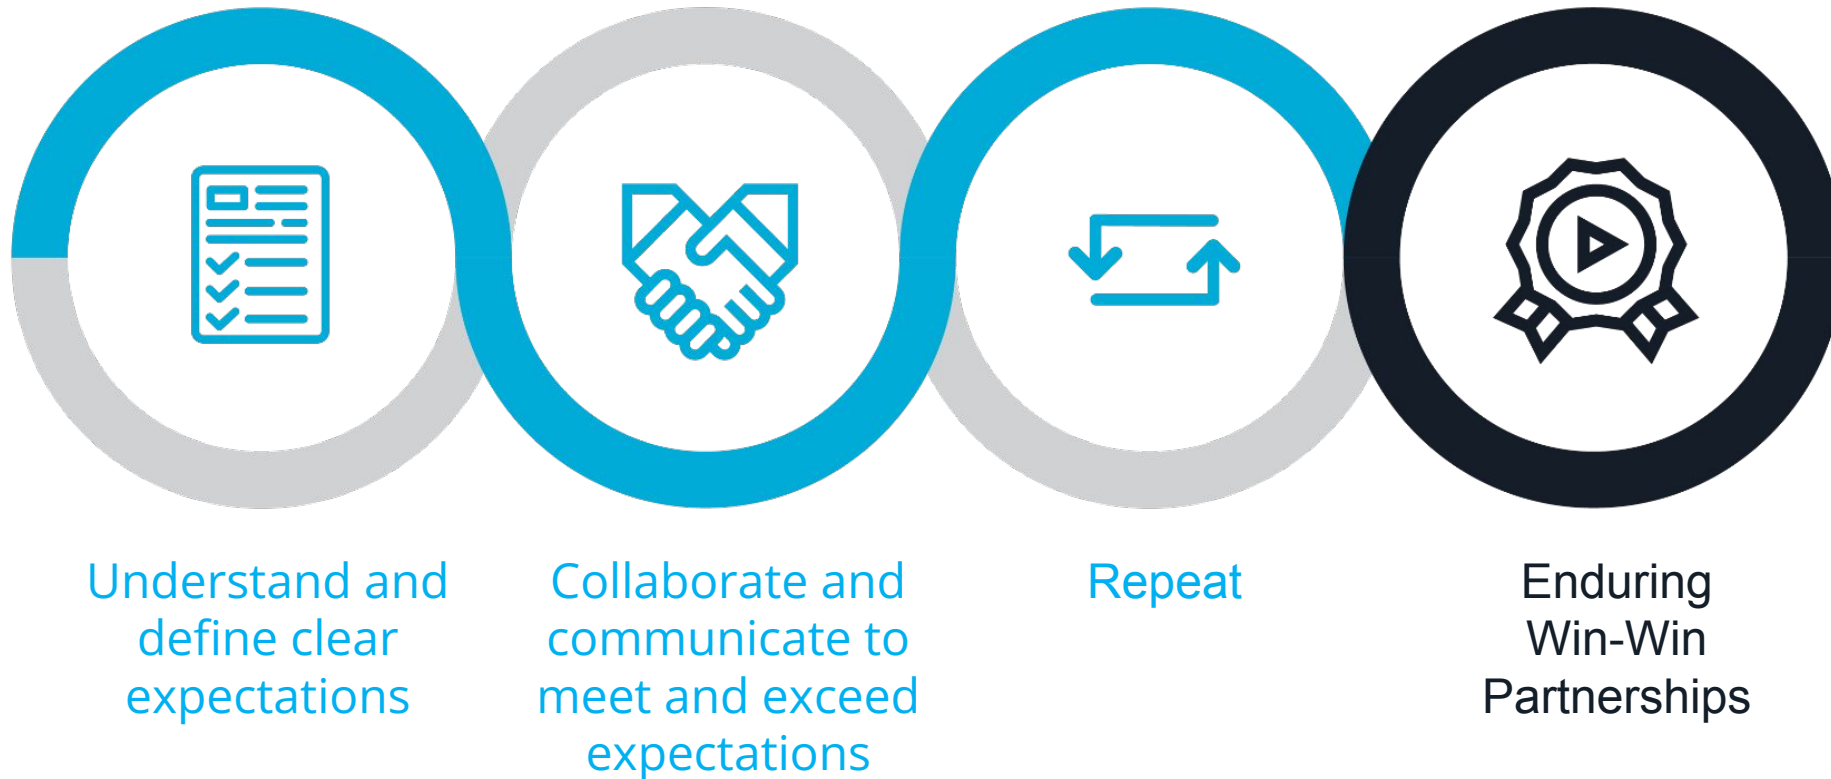 Understand and
define clear
expectations
Collaborate and
communicate to
meet and exceed
expectations
Repeat
Enduring
Win-Win
Partnerships